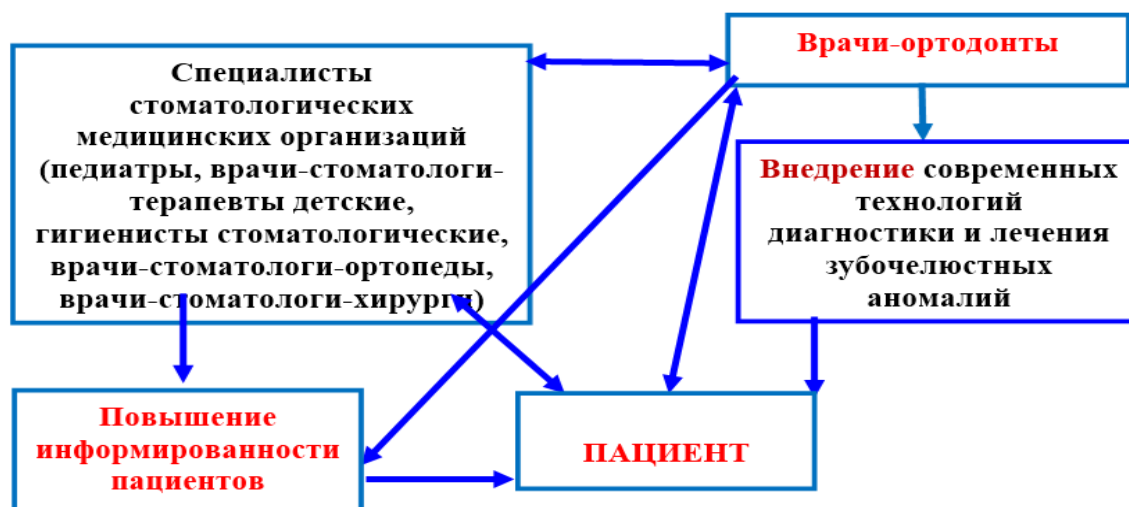 Специалисты
стоматологических
медицинских организаций
(педиатры, врачи-стоматологи-
терапевты детские,
гигиенисты стоматологические,
врачи-стоматологи-ортопеды,
врачи-стоматологи-хирурги)
Врачи-ортодонты
Внедрение современных
технологий
диагностики и лечения
зубочелюстных
аномалий
Повышение
информированности
пациентов
ПАЦИЕНТ